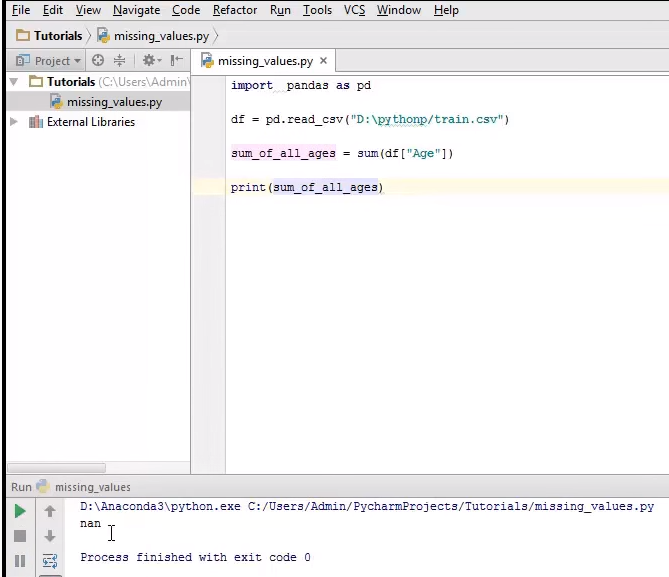 File Edit View Navigate Code Refactor Run Tools VCS Window Help
Tutorials missing_values.py
Project missing_values.py
Tutorials (C:\Users\Admin\
missing_values.py
External Libraries
import pandas as pd
df = pd.read_csv("D:\pythonp/train.csv")
sum_of_all_ages = sum(df["Age"])
print(sum_of_all_ages)
Run missing_values
D:\Anaconda3\python.exe C:/Users/Admin/PycharmProjects/Tutorials/missing_values.py
nan
Process finished with exit code 0